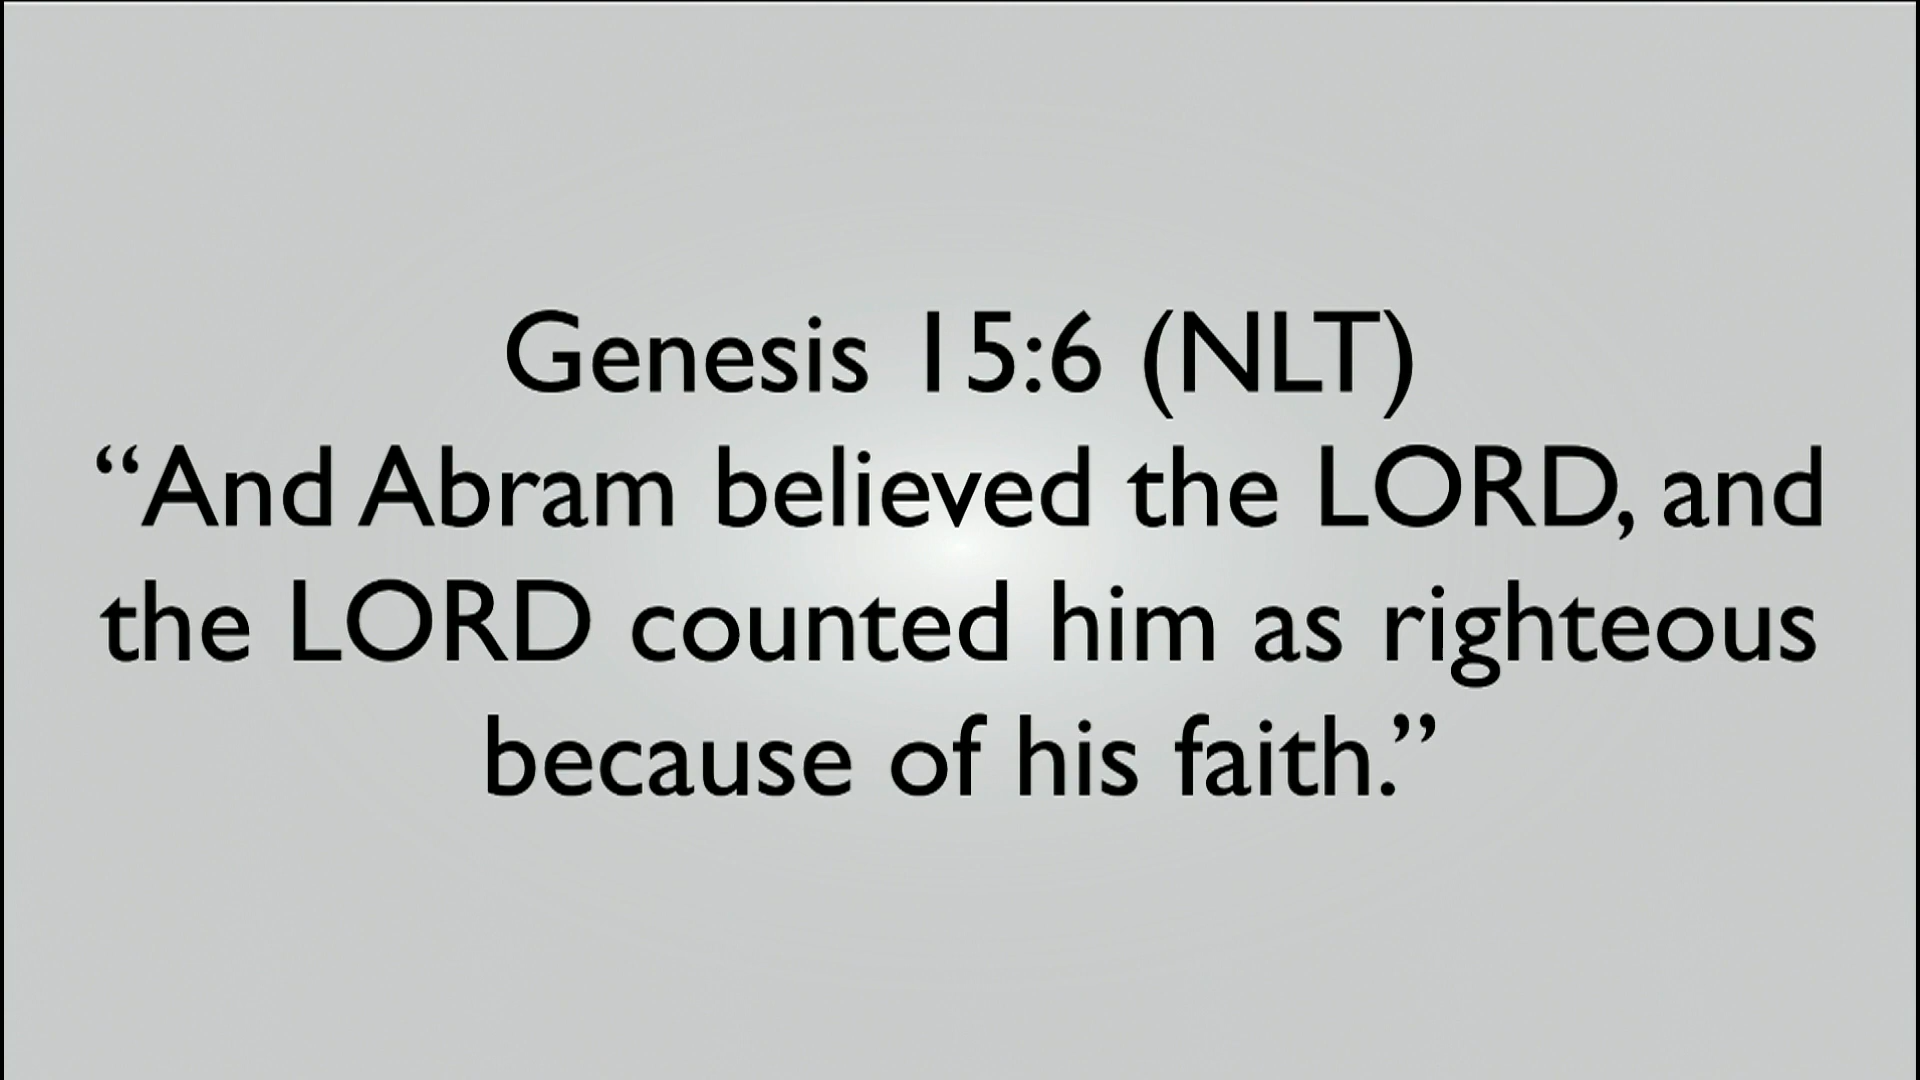 Genesis 15:6 (NLT)
“And Abram believed the LORD, and
the LORD counted him as righteous
because of his faith.”